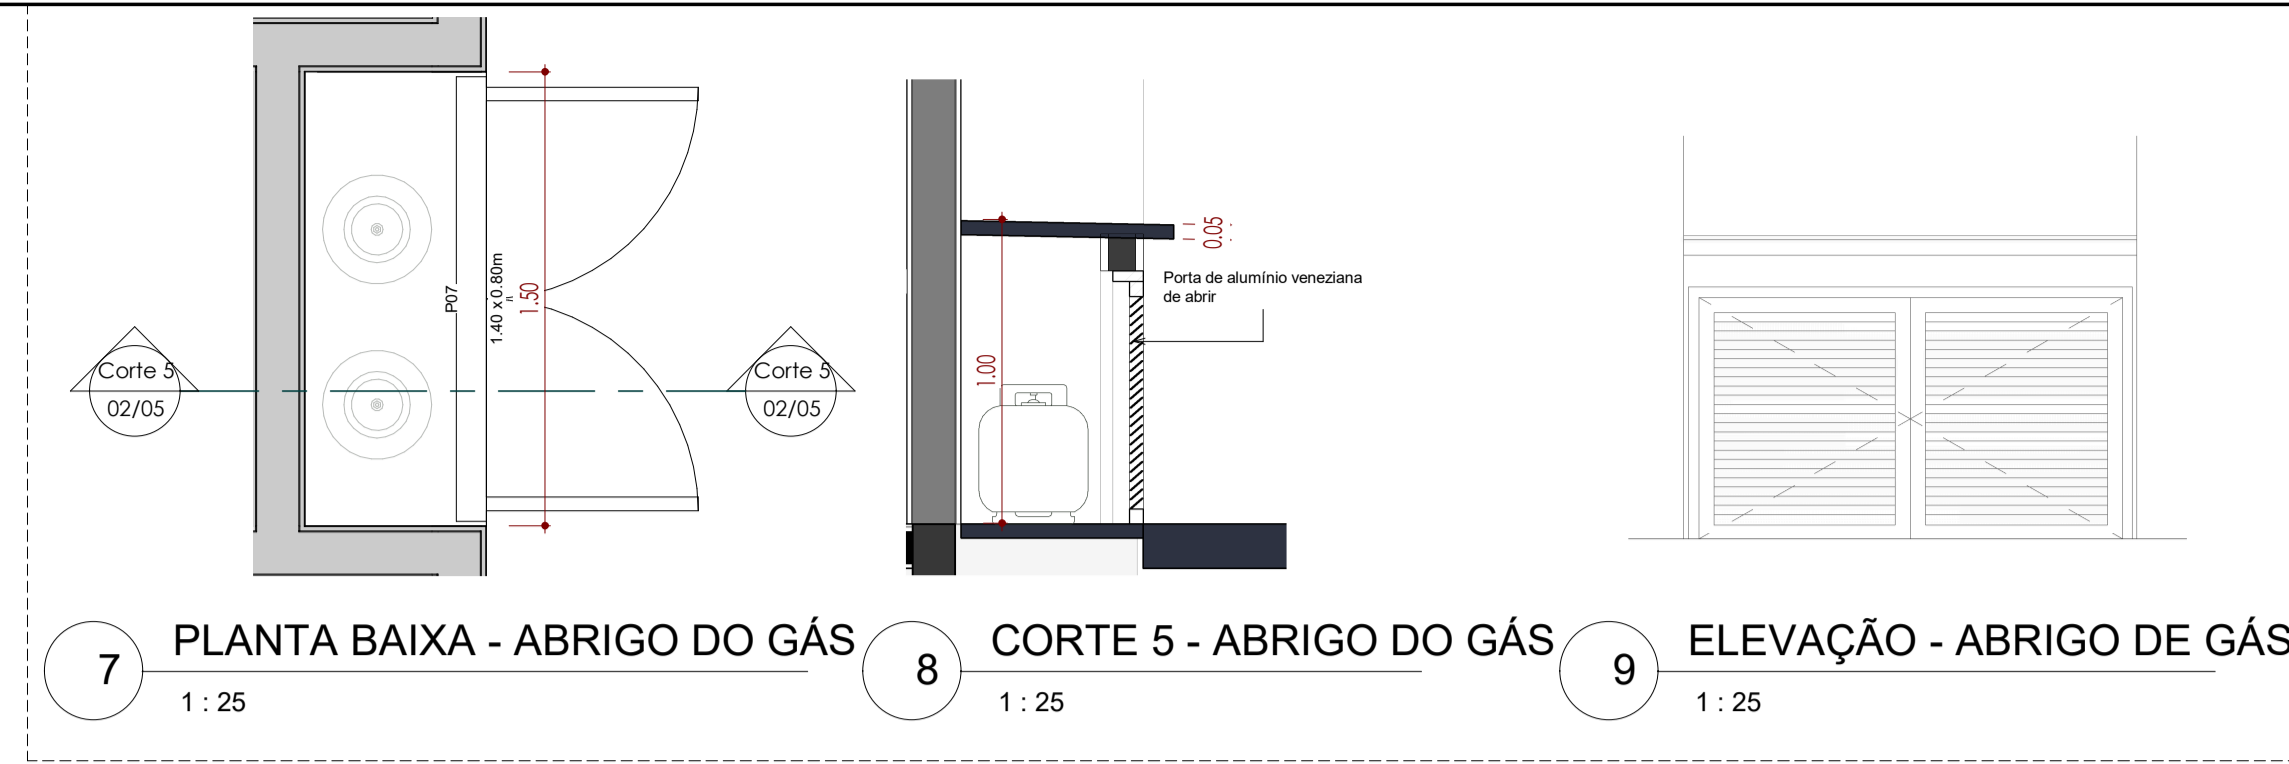 P07
1.40 x 0.80m
1.50
Corte 5
02/05
Corte 5
02/05
0.05
Porta de alumínio veneziana
de abrir
1.00
7
PLANTA BAIXA - ABRIGO DO GÁS
1 : 25
8
CORTE 5 - ABRIGO DO GÁS
1 : 25
9
ELEVAÇÃO - ABRIGO DE GÁS
1 : 25